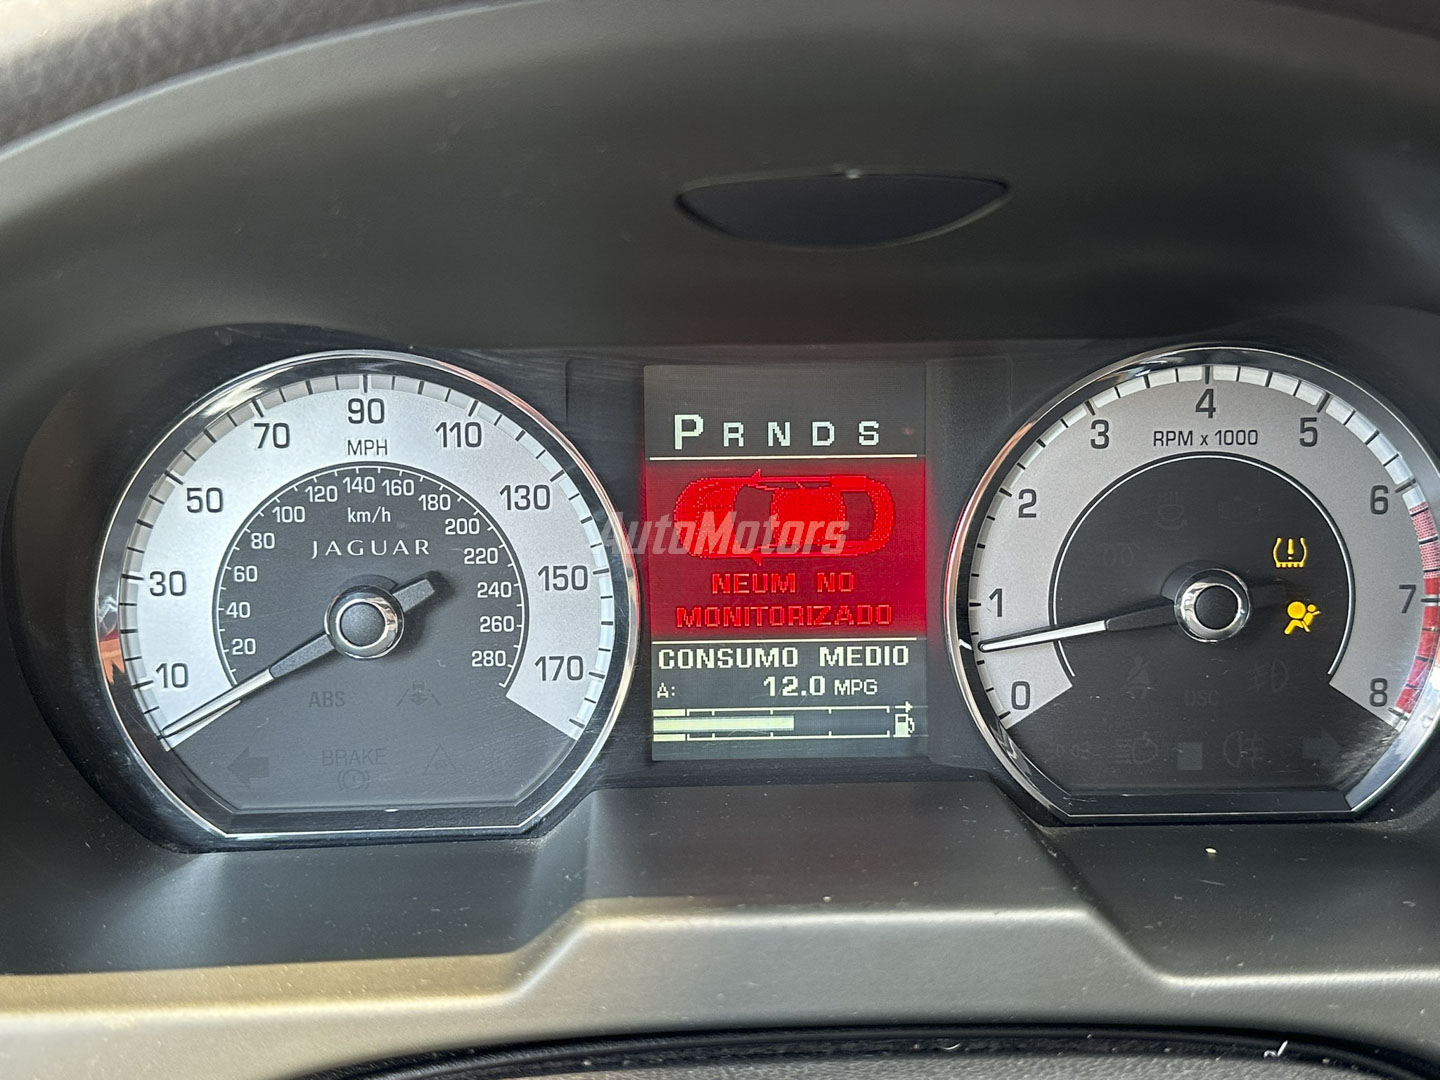 90
70
110
MPH
50
130
120 140 160 180
100
200
km/h
80
220
JAGUAR
60
240
30
150
40
260
20
280
10
170
ABS
BRAKE
P R N D S
AutoMotors
NEUM NO
MONITORIZADO
CONSUMO MEDIO
A: 12.0 MPG
4
3
5
RPM x 1000
2
6
1
7
0
8
DSC